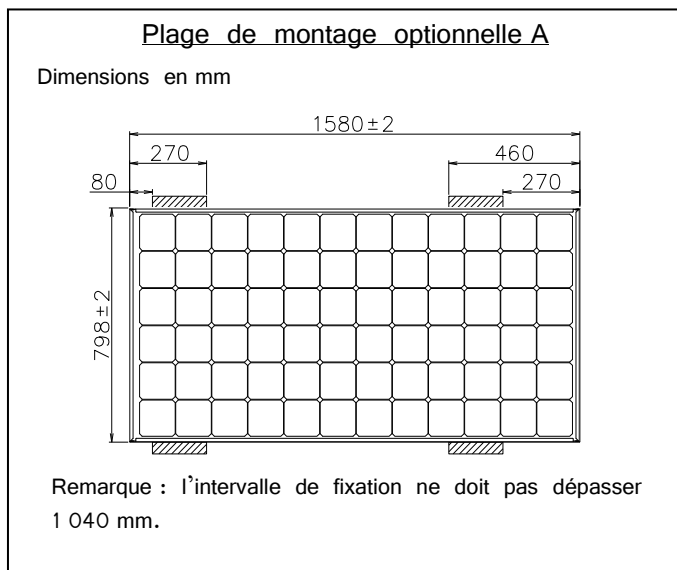 Plage de montage optionnelle A
Dimensions en mm
1580±2
270
460
80
270
798±2
Remarque : l'intervalle de fixation ne doit pas dépasser
1 040 mm.